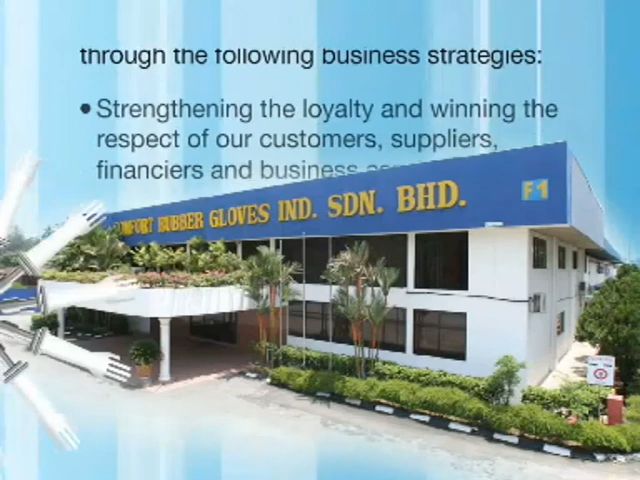 through the following business strategies:
• Strengthening the loyalty and winning the
respect of our customers, suppliers,
financiers and business
COMFORT RUBBER GLOVES IND. SDN. BHD.
F1